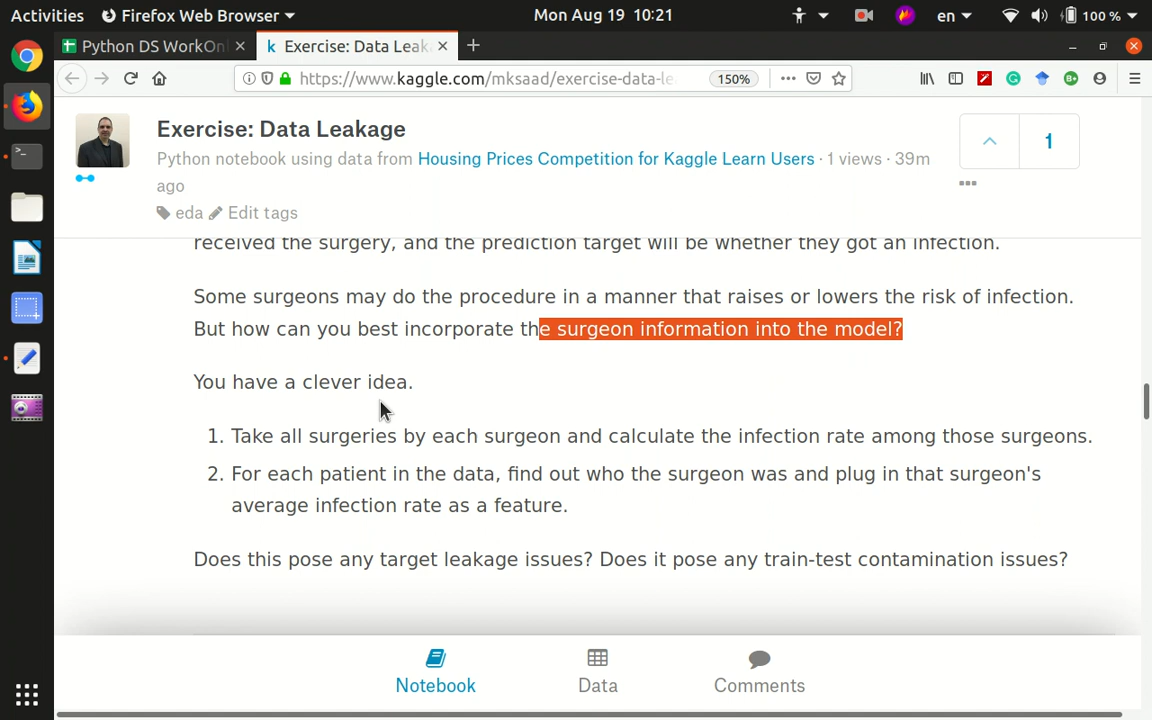 Activities Firefox Web Browser Mon Aug 19 10:21 en 100 %
Python DS WorkOn
Exercise: Data Leak
https://www.kaggle.com/mksaad/exercise-data-le 150%
Exercise: Data Leakage
Python notebook using data from Housing Prices Competition for Kaggle Learn Users · 1 views · 39m
ago
eda Edit tags
1
received the surgery, and the prediction target will be whether they got an infection.
Some surgeons may do the procedure in a manner that raises or lowers the risk of infection.
But how can you best incorporate the surgeon information into the model?
You have a clever idea.
1. Take all surgeries by each surgeon and calculate the infection rate among those surgeons.
2. For each patient in the data, find out who the surgeon was and plug in that surgeon's
average infection rate as a feature.
Does this pose any target leakage issues? Does it pose any train-test contamination issues?
Notebook Data Comments